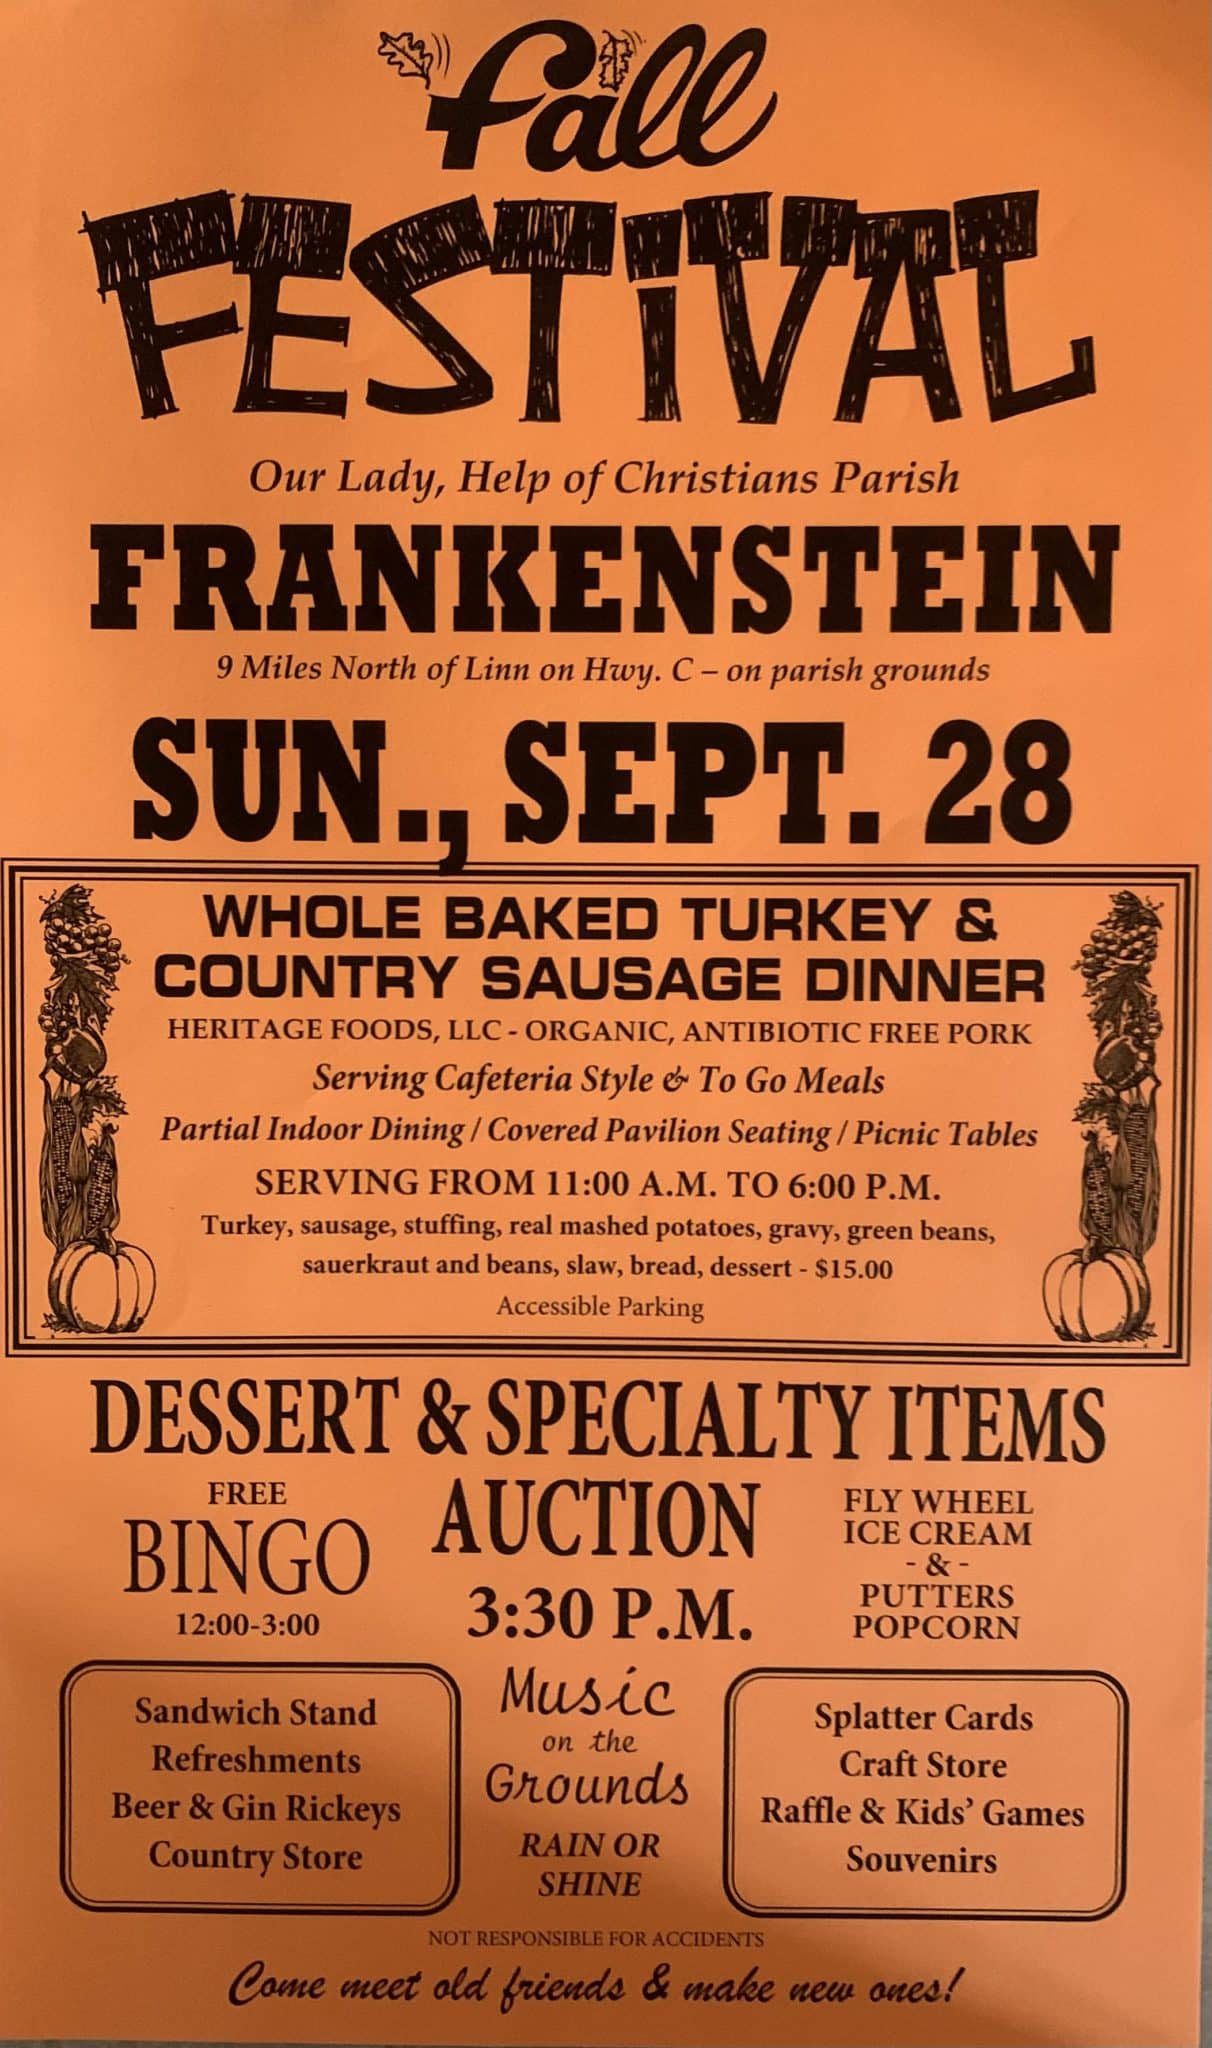 fall
FESTIVAL
Our Lady, Help of Christians Parish
FRANKENSTEIN
9 Miles North of Linn on Hwy. C – on parish grounds
SUN., SEPT. 28
WHOLE BAKED TURKEY &
COUNTRY SAUSAGE DINNER
HERITAGE FOODS, LLC - ORGANIC, ANTIBIOTIC FREE PORK
Serving Cafeteria Style & To Go Meals
Partial Indoor Dining / Covered Pavilion Seating / Picnic Tables
SERVING FROM 11:00 A.M. TO 6:00 P.M.
Turkey, sausage, stuffing, real mashed potatoes, gravy, green beans,
sauerkraut and beans, slaw, bread, dessert - $15.00
Accessible Parking
DESSERT & SPECIALTY ITEMS
AUCTION
3:30 P.M.
FREE
BINGO
12:00-3:00
FLY WHEEL
ICE CREAM
- & -
PUTTERS
POPCORN
Sandwich Stand
Refreshments
Beer & Gin Rickeys
Country Store
Music
on the
Grounds
RAIN OR
SHINE
Splatter Cards
Craft Store
Raffle & Kids' Games
Souvenirs
NOT RESPONSIBLE FOR ACCIDENTS
Come meet old friends & make new ones!